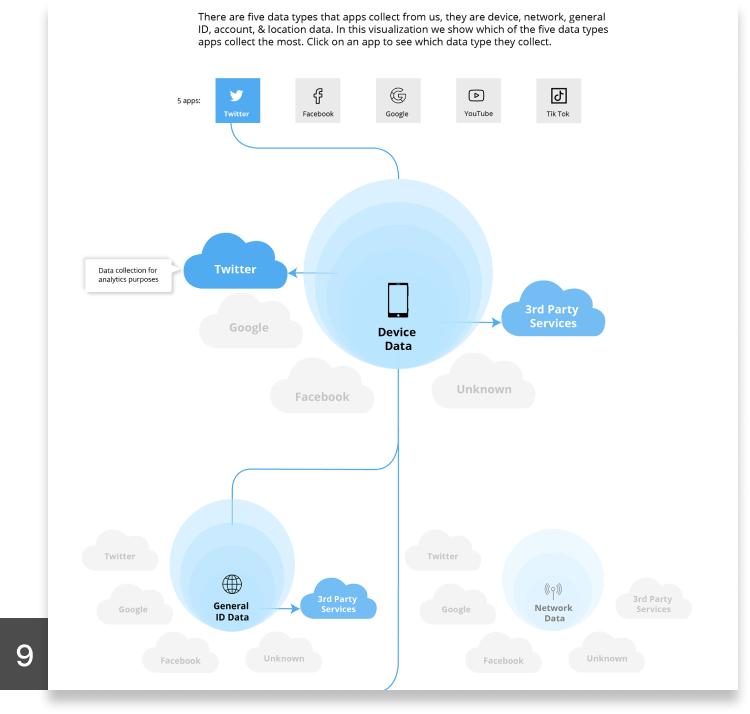 There are five data types that apps collect from us, they are device, network, general
ID, account, & location data. In this visualization we show which of the five data types
apps collect the most. Click on an app to see which data type they collect.
5 apps:
Twitter
Facebook
Google
YouTube
Tik Tok
Data collection for
analytics purposes
Twitter
Google
Facebook
Device
Data
3rd Party
Services
Unknown
Twitter
Google
Facebook
General
ID Data
3rd Party
Services
Unknown
Twitter
Google
Facebook
Network
Data
3rd Party
Services
Unknown
9